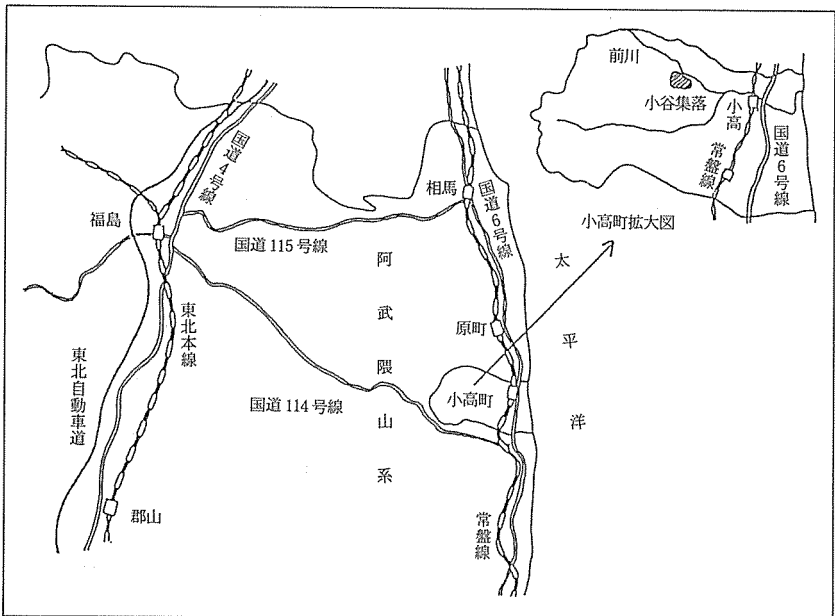 前川
小谷集落
小高
国道6号線
常盤線
小高町拡大図
国道4号線
福島
相馬
国道6号線
国道115号線
阿武隈山系
太平洋
原町
東北本線
東北自動車道
国道114号線
小高町
郡山
常盤線